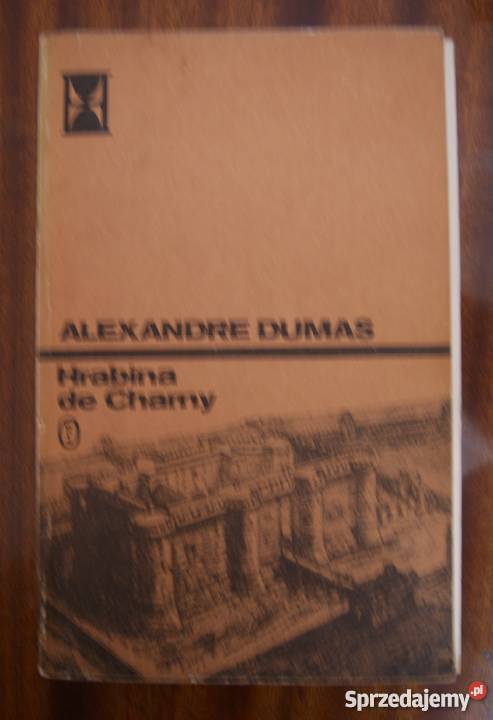 ALEXANDRE DUMAS
Hrabina
de Charny
Sprzedajemy.pl